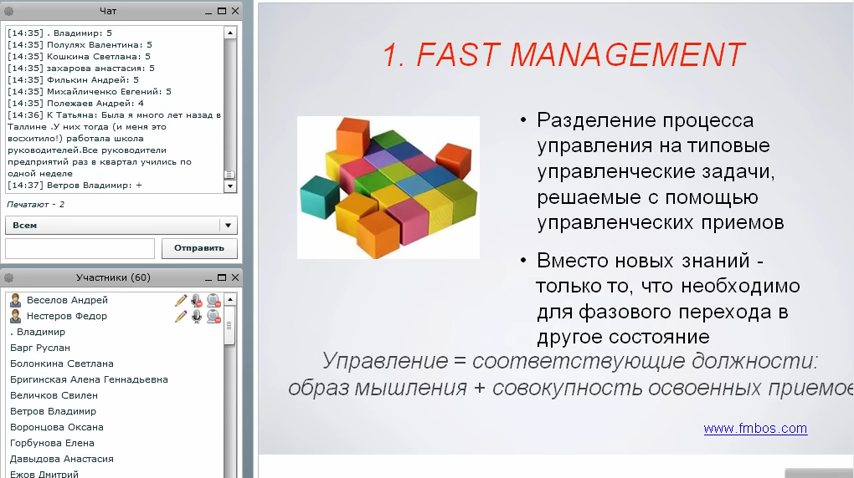 Чат
[14:35] . Владимир: 5
[14:35] Полулях Валентина: 5
[14:35] Кошкина Светлана: 5
[14:35] захарова анастасия: 5
[14:35] Филькин Андрей: 5
[14:35] Михайличенко Евгений: 5
[14:35] Полежаев Андрей: 4
[14:36] К Татьяна: Была я много лет назад в
Таллине .У них тогда (и меня это
восхитило!) работала школа
руководителей.Все руководители
предприятий раз в квартал учились по
одной неделе
[14:37] Ветров Владимир: +
Печатают - 2
Всем
Отправить
Участники (60)
Веселов Андрей
Нестеров Федор
. Владимир
Барг Руслан
Болонкина Светлана
Бригинская Алена Геннадьевна
Величков Свилен
Ветров Владимир
Воронцова Оксана
Горбунова Елена
Давыдова Анастасия
Ежов Дмитрий
1. FAST MANAGEMENT
• Разделение процесса
управления на типовые
управленческие задачи,
решаемые с помощью
управленческих приемов
• Вместо новых знаний -
только то, что необходимо
для фазового перехода в
другое состояние
Управление = соответствующие должности:
образ мышления + совокупность освоенных приемов
www.fmbos.com